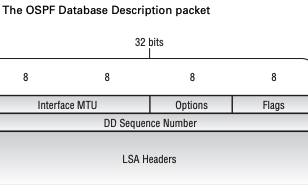 The OSPF Database Description packet
32 bits
8 8 8 8
Interface MTU Options Flags
DD Sequence Number
LSA Headers